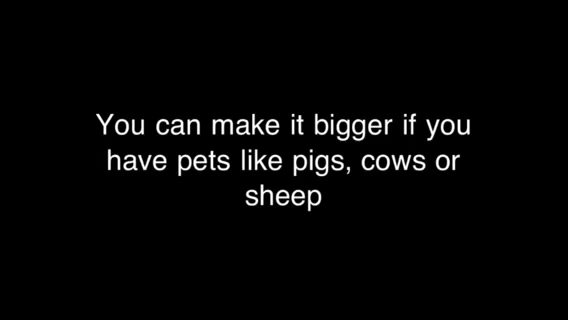 You can make it bigger if you
have pets like pigs, cows or
sheep